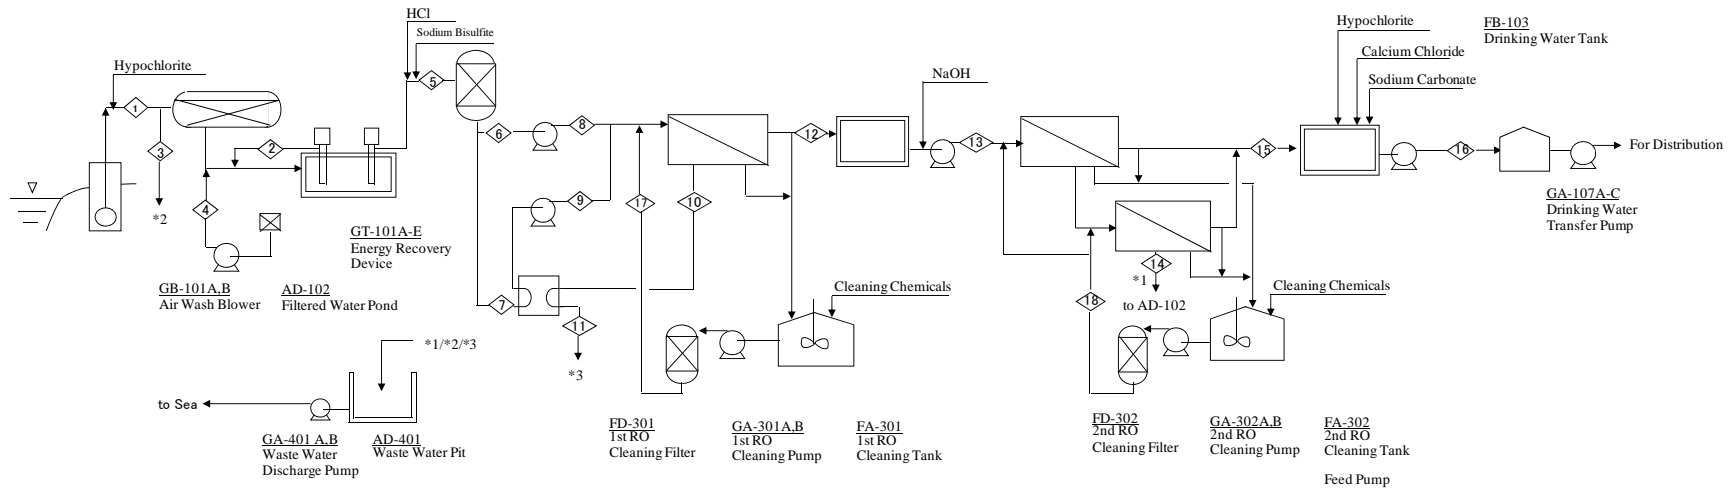 HCl
Sodium Bisulfite
Hypochlorite
1
2
3
4
5
*2
GT-101A-E
Energy Recovery
Device
GB-101A,B
Air Wash Blower
AD-102
Filtered Water Pond
*1/*2/*3
to Sea
GA-401 A,B
Waste Water
Discharge Pump
AD-401
Waste Water Pit
6
7
8
9
10
11
*3
12
17
Cleaning Chemicals
FD-301
1st RO
Cleaning Filter
GA-301A,B
1st RO
Cleaning Pump
FA-301
1st RO
Cleaning Tank
NaOH
13
14
*1
to AD-102
15
18
Cleaning Chemicals
FD-302
2nd RO
Cleaning Filter
GA-302A,B
2nd RO
Cleaning Pump
FA-302
2nd RO
Cleaning Tank
Feed Pump
Hypochlorite
Calcium Chloride
Sodium Carbonate
FB-103
Drinking Water Tank
16
For Distribution
GA-107A-C
Drinking Water
Transfer Pump